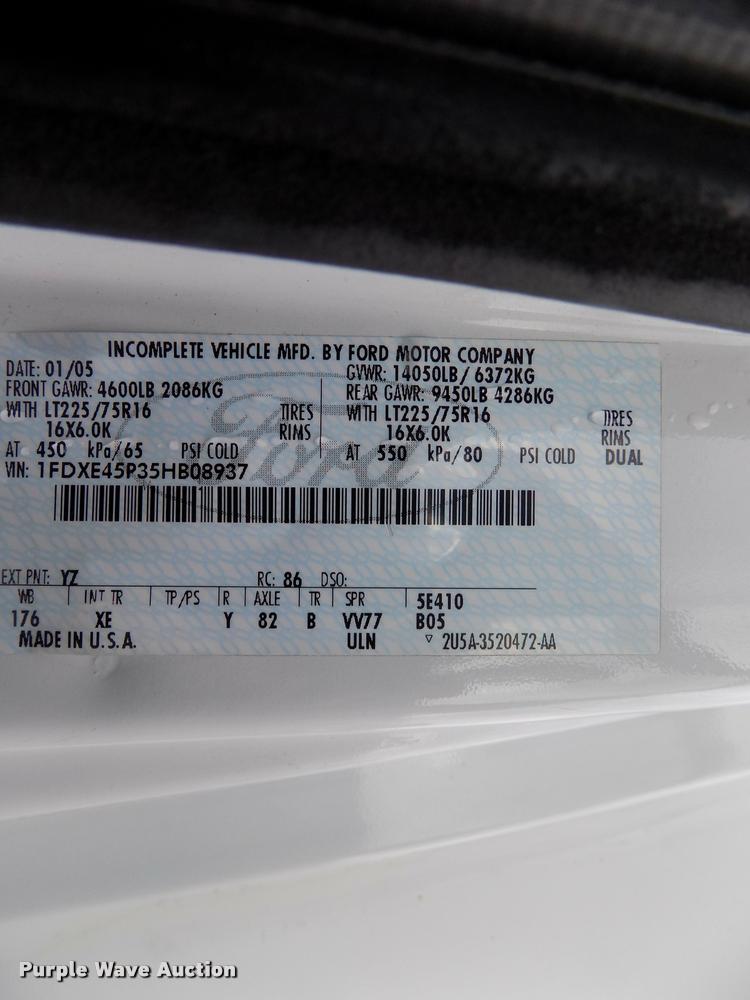 INCOMPLETE VEHICLE MFD. BY FORD MOTOR COMPANY
DATE: 01/05 GVWR: 14050LB/ 6372KG
FRONT GAWR: 4600LB 2086KG REAR GAWR: 9450LB 4286KG
WITH LT225/75R16 TIRES WITH LT225/75R16 TIRES
16X6.0K RIMS 16X6.0K RIMS
AT 450 kPa/65 PSI COLD AT 550 kPa/80 PSI COLD DUAL
VIN: 1FDXE45P35HB08937
Ford
EXT PNT: YZ RC: 86 DSO:
WB INT TR TP/PS R AXLE TR SPR 5E410
176 XE Y 82 B VV77 B05
MADE IN U.S.A. ULN 2U5A-3520472-AA
Purple Wave Auction